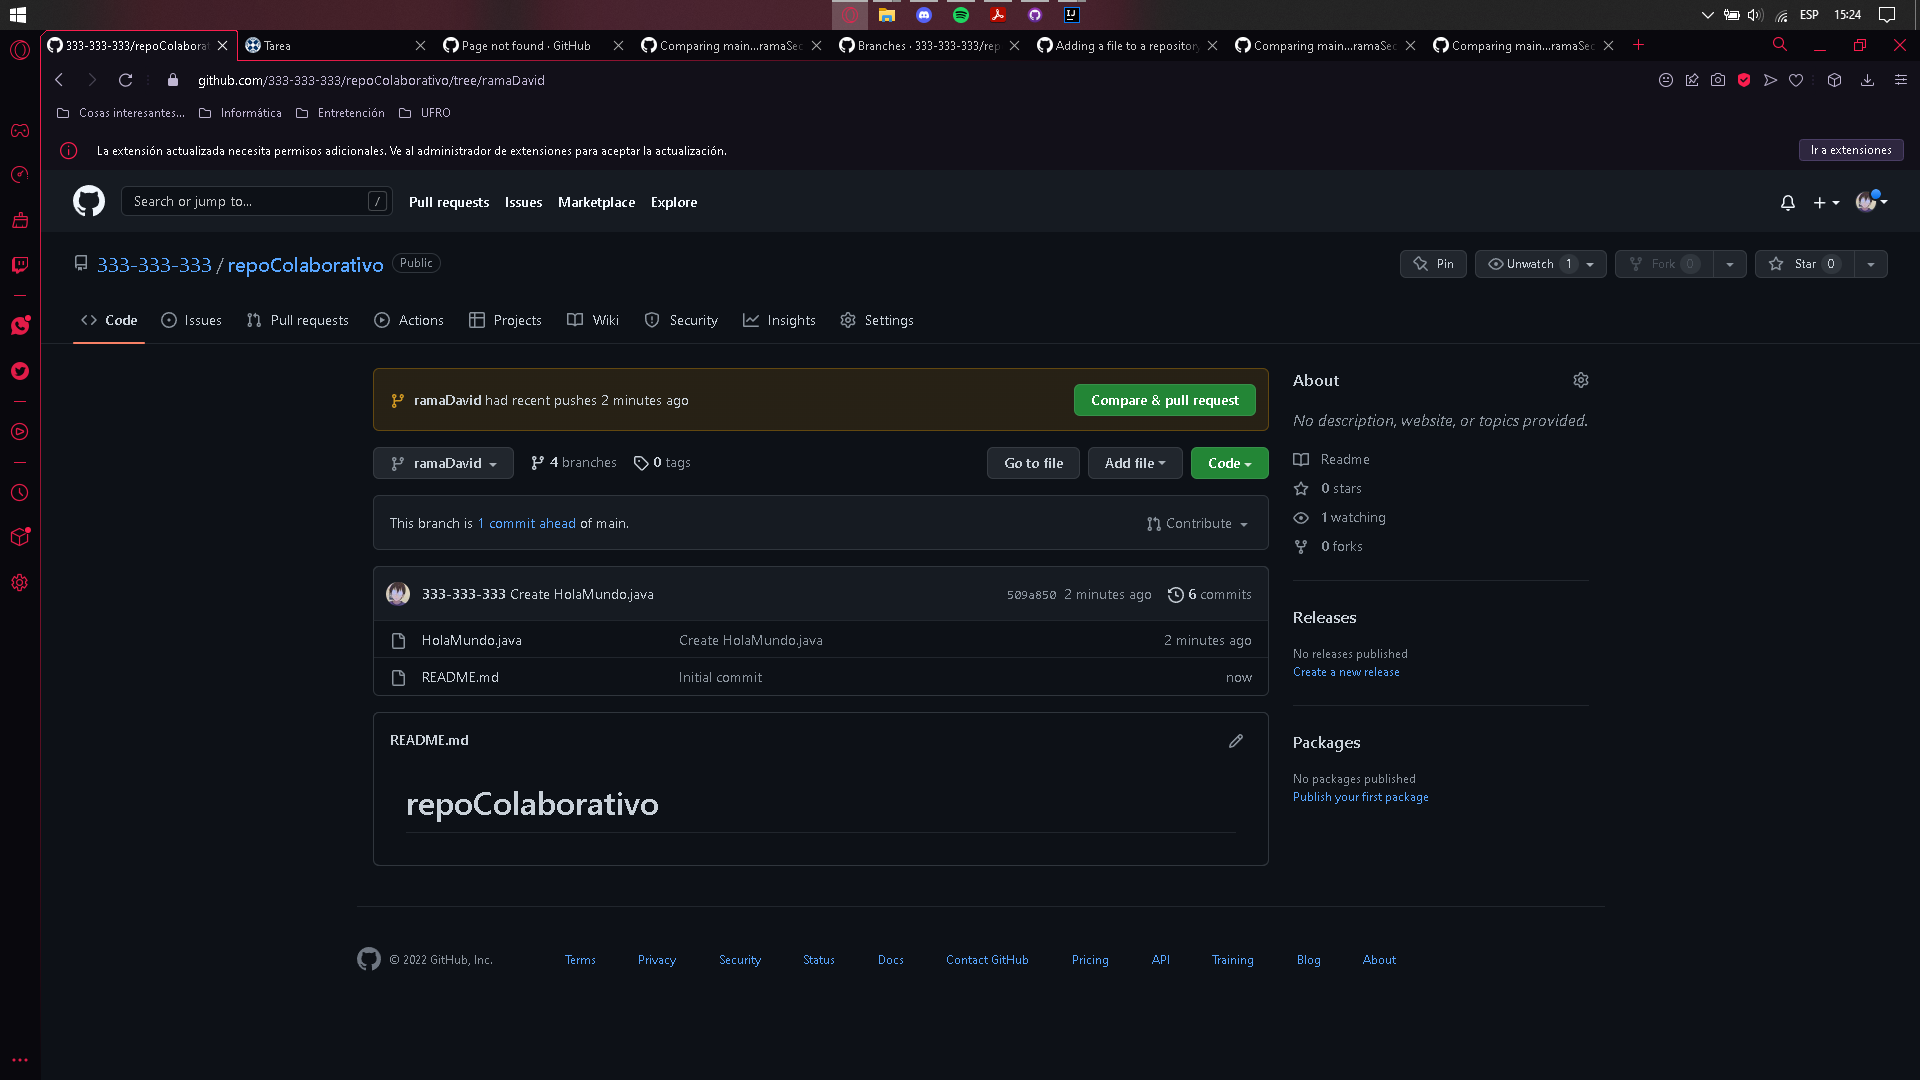 ESP
15:24
333-333-333/repoColaborat
Tarea
Page not found · GitHub
Comparing main...ramaSec
Branches · 333-333-333/rep
Adding a file to a repository
Comparing main...ramaSec
Comparing main...ramaSec
github.com/333-333-333/repoColaborativo/tree/ramaDavid
Cosas interesantes...
Informática
Entretención
UFRO
La extensión actualizada necesita permisos adicionales. Ve al administrador de extensiones para aceptar la actualización.
Ir a extensiones
Search or jump to...
/
Pull requests
Issues
Marketplace
Explore
333-333-333 / repoColaborativo
Public
Pin
Unwatch 1
Fork 0
Star 0
Code
Issues
Pull requests
Actions
Projects
Wiki
Security
Insights
Settings
ramaDavid had recent pushes 2 minutes ago
Compare & pull request
ramaDavid
4 branches
0 tags
Go to file
Add file
Code
This branch is 1 commit ahead of main.
Contribute
333-333-333 Create HolaMundo.java
509a850 2 minutes ago
6 commits
HolaMundo.java
Create HolaMundo.java
2 minutes ago
README.md
Initial commit
now
README.md
repoColaborativo
About
No description, website, or topics provided.
Readme
0 stars
1 watching
0 forks
Releases
No releases published
Create a new release
Packages
No packages published
Publish your first package
© 2022 GitHub, Inc.
Terms
Privacy
Security
Status
Docs
Contact GitHub
Pricing
API
Training
Blog
About